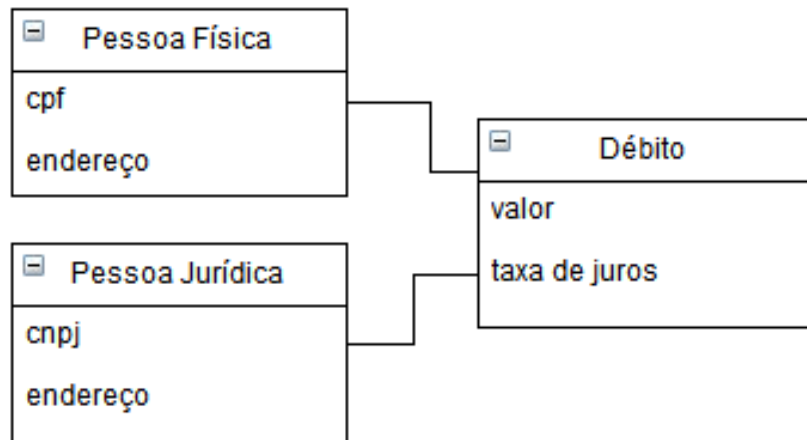 Pessoa Física
cpf
endereço
Débito
valor
taxa de juros
Pessoa Jurídica
cnpj
endereço